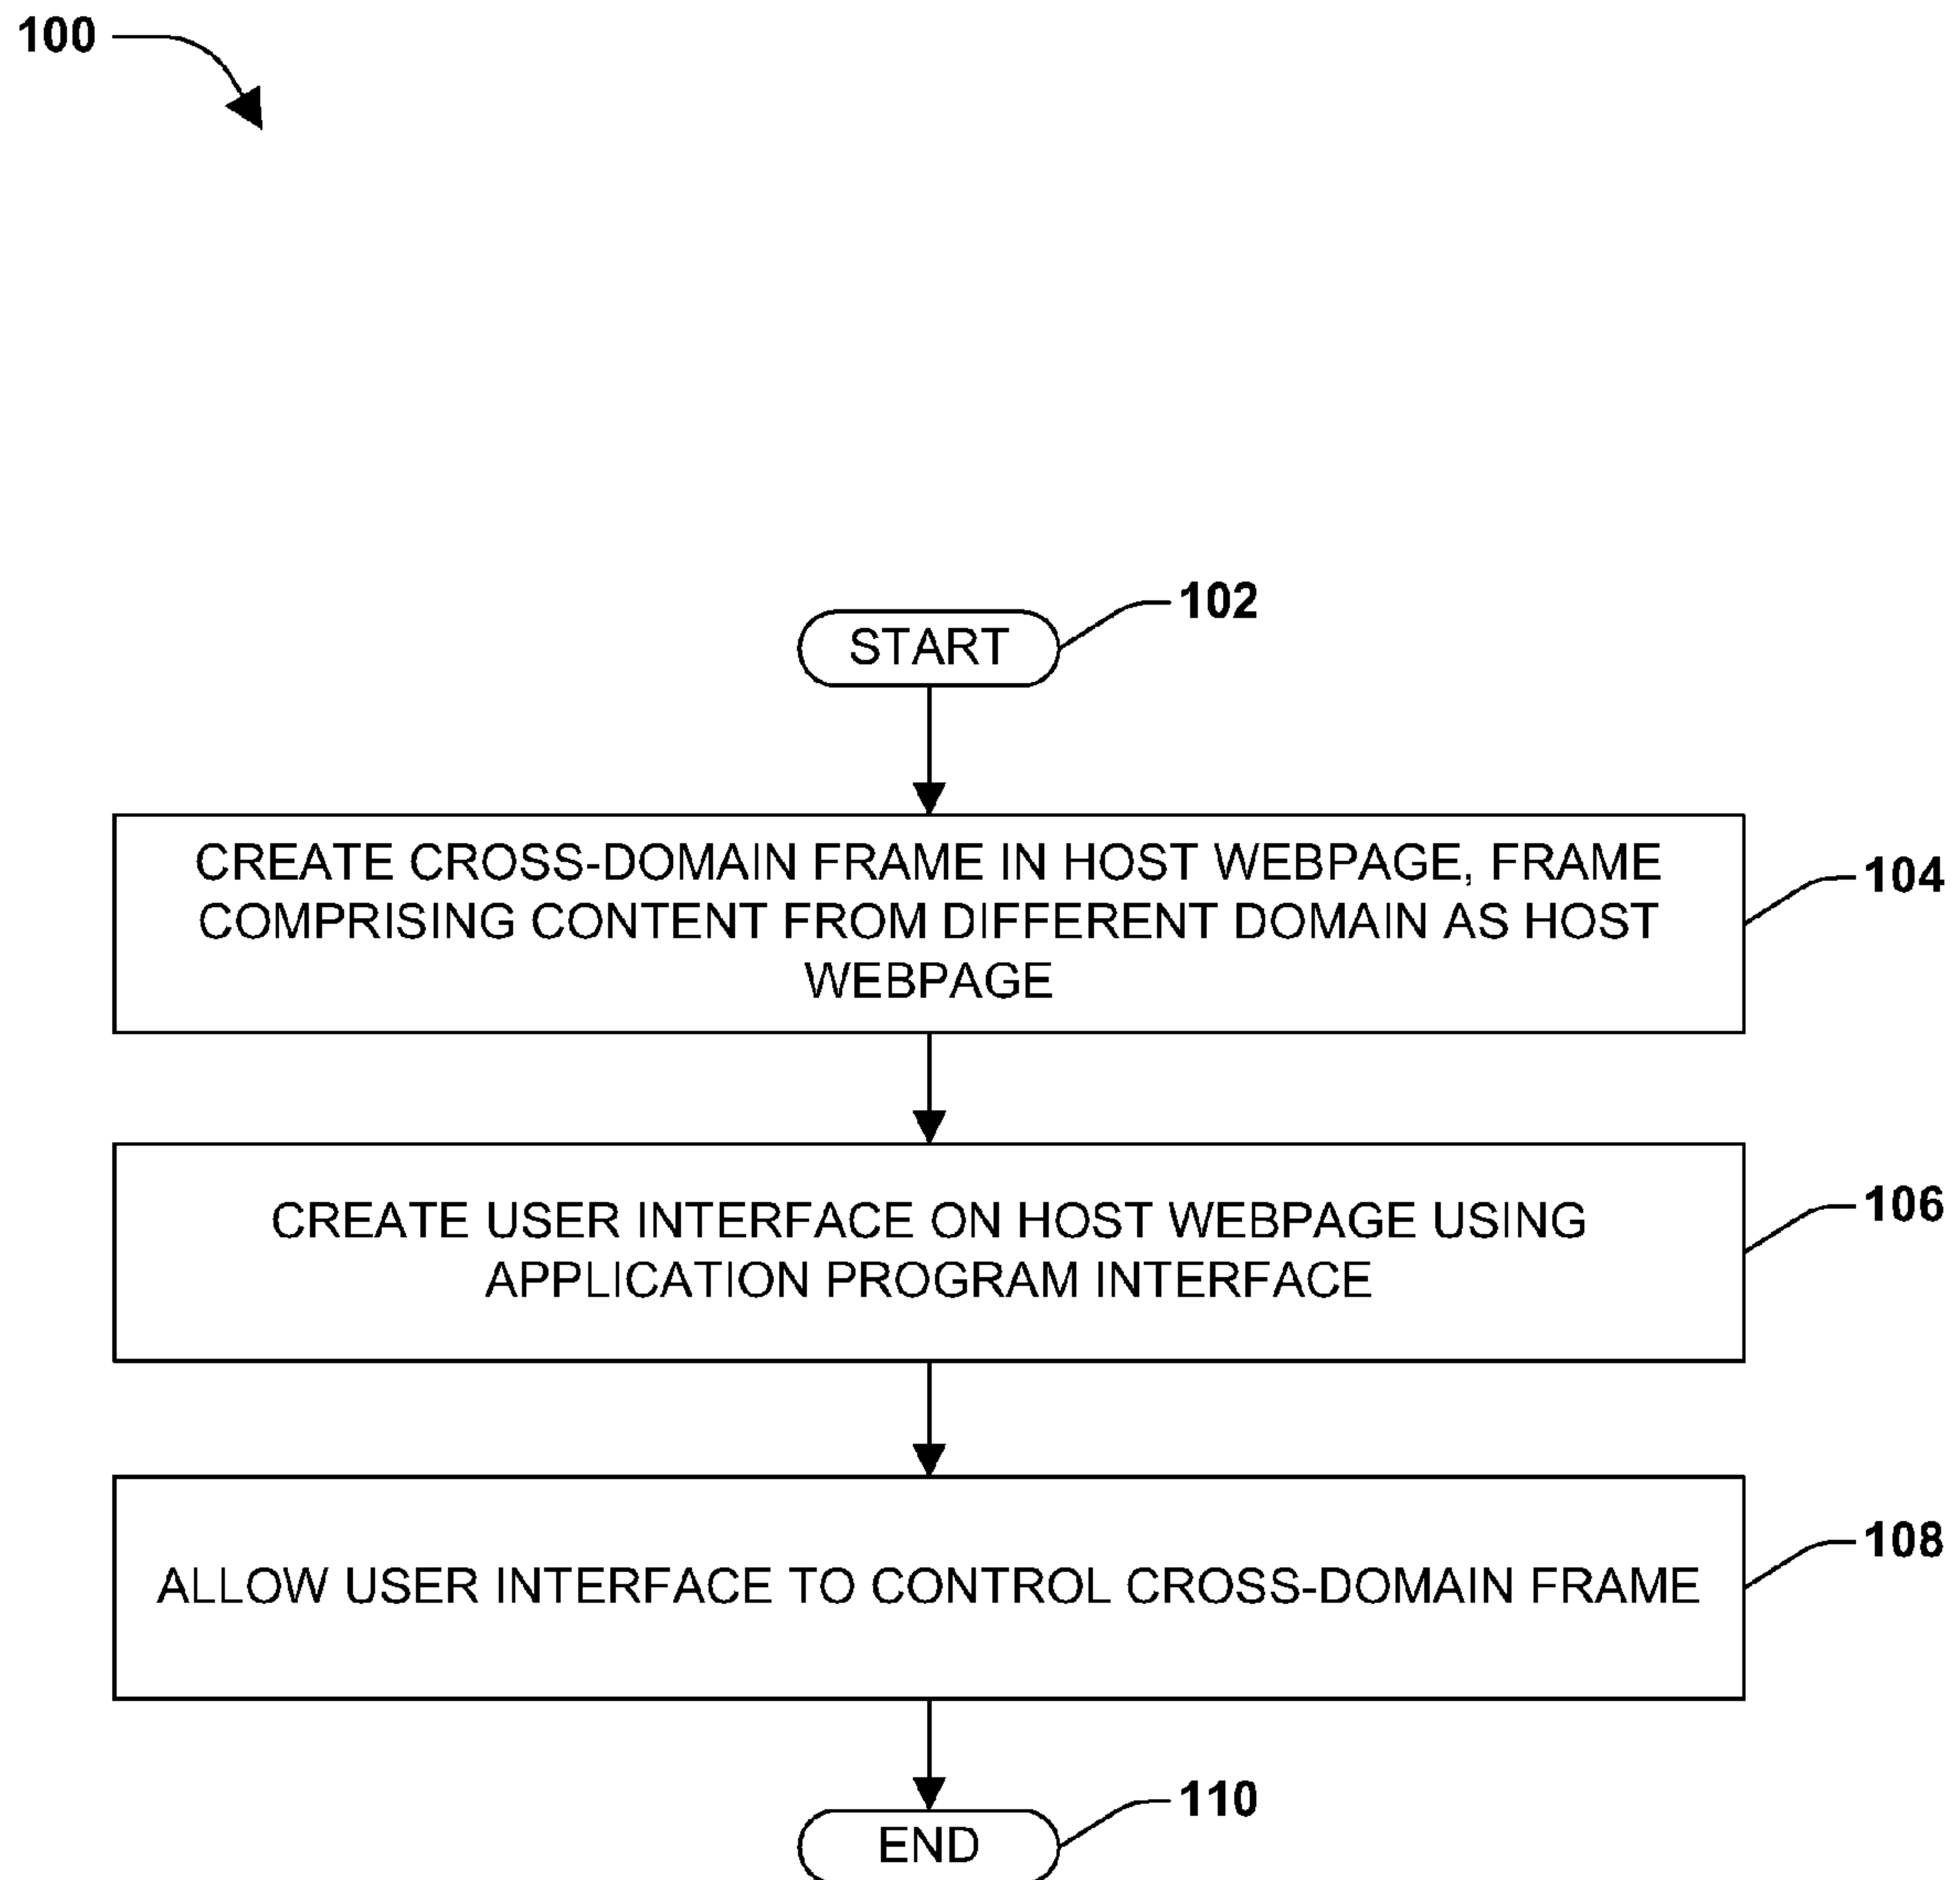 100
102
START
CREATE CROSS-DOMAIN FRAME IN HOST WEBPAGE, FRAME
COMPRISING CONTENT FROM DIFFERENT DOMAIN AS HOST
WEBPAGE
104
CREATE USER INTERFACE ON HOST WEBPAGE USING
APPLICATION PROGRAM INTERFACE
106
ALLOW USER INTERFACE TO CONTROL CROSS-DOMAIN FRAME
108
110
END